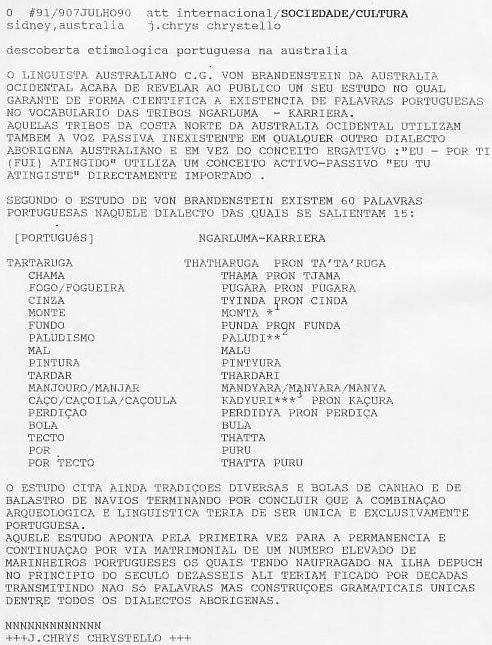 0  #91/907JULHO90  att internacional/SOCIEDADE/CULTURA
sidney,australia   j.chrys chrystello
descoberta etimologica portuguesa na australia
O LINGUISTA AUSTRALIANO C.G. VON BRANDENSTEIN DA AUSTRALIA
OCIDENTAL ACABA DE REVELAR AO PUBLICO UM SEU ESTUDO NO QUAL
GARANTE DE FORMA CIENTIFICA A EXISTENCIA DE PALAVRAS PORTUGUESAS
NO VOCABULARIO DAS TRIBOS NGARLUMA  - KARRIERA.
AQUELAS TRIBOS DA COSTA NORTE DA AUSTRALIA OCIDENTAL UTILIZAM
TAMBEM A VOZ PASSIVA INEXISTENTE EM QUALQUER OUTRO DIALECTO
ABORIGENA AUSTRALIANO E EM VEZ DO CONCEITO ERGATIVO :"EU - POR TI
(FUI) ATINGIDO" UTILIZA UM CONCEITO ACTIVO-PASSIVO "EU TU
ATINGISTE" DIRECTAMENTE IMPORTADO .
SEGUNDO O ESTUDO DE VON BRANDENSTEIN EXISTEM 60 PALAVRAS
PORTUGUESAS NAQUELE DIALECTO DAS QUAIS SE SALIENTAM 15:
[PORTUGUéS]   NGARLUMA-KARRIERA
TARTARUGA   THATHARUGA  PRON TA'TA'RUGA
CHAMA   THAMA PRON TJAMA
FOGO/FOGUEIRA   PUGARA PRON FUGARA
CINZA   TYINDA PRON CINDA
MONTE   MONTA *1
FUNDO   PUNDA PRON FUNDA
PALUDISMO   PALUDI**2
MAL   MALU
PINTURA   PINTYURA
TARDAR   THARDARI
MANJOURO/MANJAR   MANDYARA/MANYARA/MANYA
CAÇO/CAÇOILA/CAÇOULA   KADYURI***3 PRON KAÇURA
PERDIÇAO   PERDIDYA PRON PERDIÇA
BOLA   BULA
TECTO   THATTA
POR   PURU
POR TECTO   THATTA PURU
O ESTUDO CITA AINDA TRADIÇOES DIVERSAS E BOLAS DE CANHAO E DE
BALASTRO DE NAVIOS TERMINANDO POR CONCLUIR QUE A COMBINAÇAO
ARQUEOLOGICA E LINGUISTICA TERIA DE SER UNICA E EXCLUSIVAMENTE
PORTUGUESA.
AQUELE ESTUDO APONTA PELA PRIMEIRA VEZ PARA A PERMANENCIA E
CONTINUAÇAO POR VIA MATRIMONIAL DE UM NUMERO ELEVADO DE
MARINHEIROS PORTUGUESES OS QUAIS TENDO NAUFRAGADO NA ILHA DEPUCH
NO PRINCIPIO DO SECULO DEZASSEIS ALI TERIAM FICADO POR DECADAS
TRANSMITINDO NAO Só PALAVRAS MAS CONSTRUÇOES GRAMATICAIS UNICAS
DENTRE TODOS OS DIALECTOS ABORIGENAS.
NNNNNNNNNNNNN
+++J.CHRYS CHRYSTELLO +++